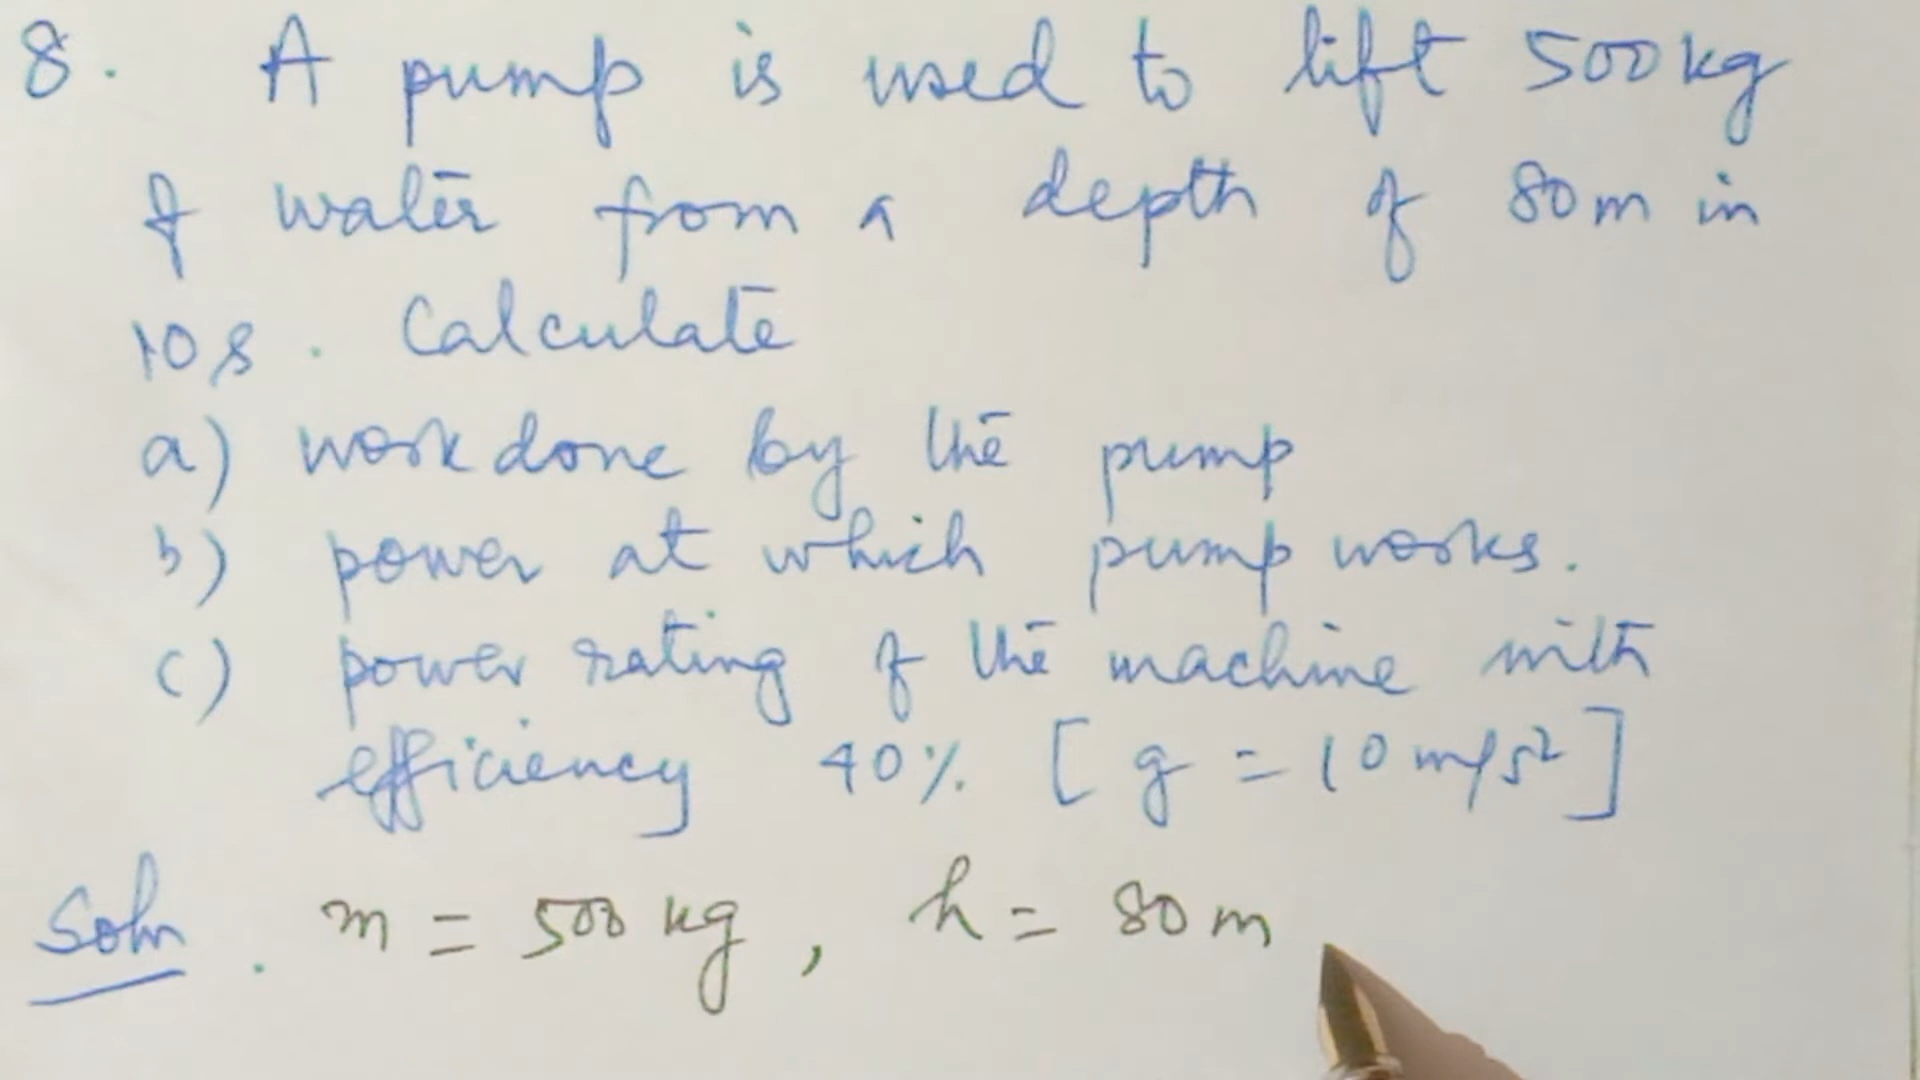 8. A pump is used to lift 500 kg
of water from a depth of 80 m in
10 s. Calculate
a) work done by the pump
b) power at which pump works.
c) power rating of the machine with
efficiency 40% [g = 10 m/s²]
Soln. m = 500 kg, h = 80 m